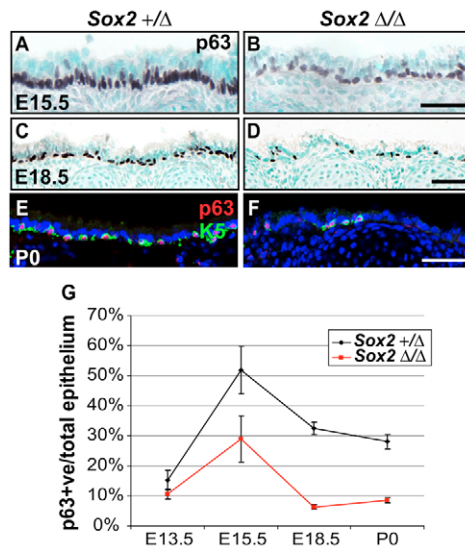 Sox2 +/Δ Sox2 Δ/Δ
A p63 B
E15.5
C D
E18.5
E p63 F
K5
P0
G
70%
60%
50%
40%
30%
20%
10%
0%
p63+ve/total epithelium
Sox2 +/Δ
Sox2 Δ/Δ
E13.5 E15.5 E18.5 P0